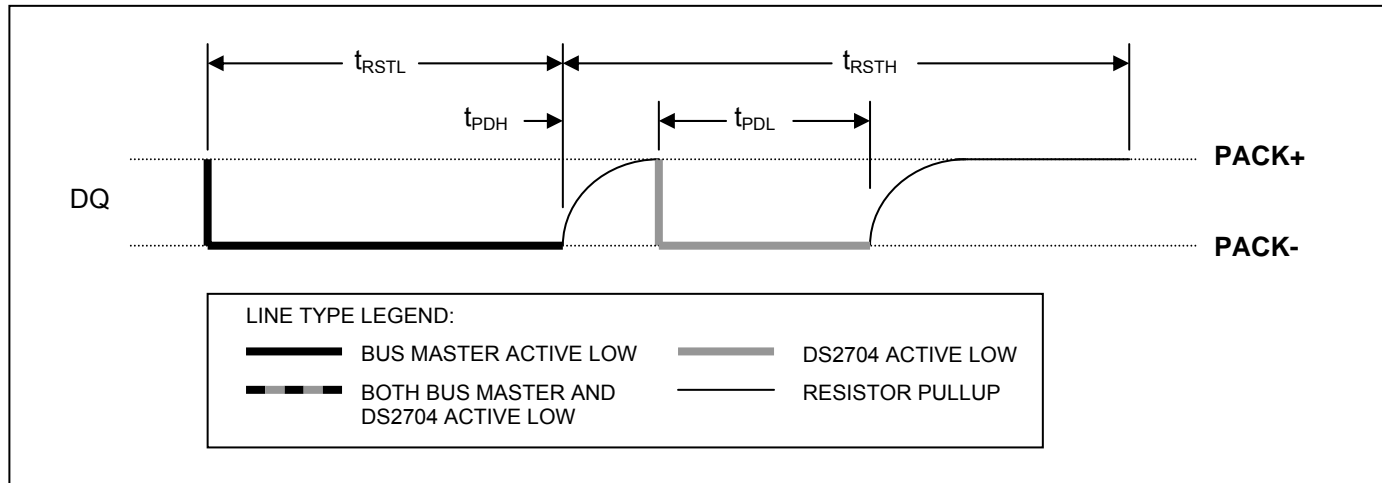 tRSTL
tRSTH
tPDH
tPDL
PACK+
DQ
PACK-
LINE TYPE LEGEND:
BUS MASTER ACTIVE LOW
DS2704 ACTIVE LOW
BOTH BUS MASTER AND
DS2704 ACTIVE LOW
RESISTOR PULLUP